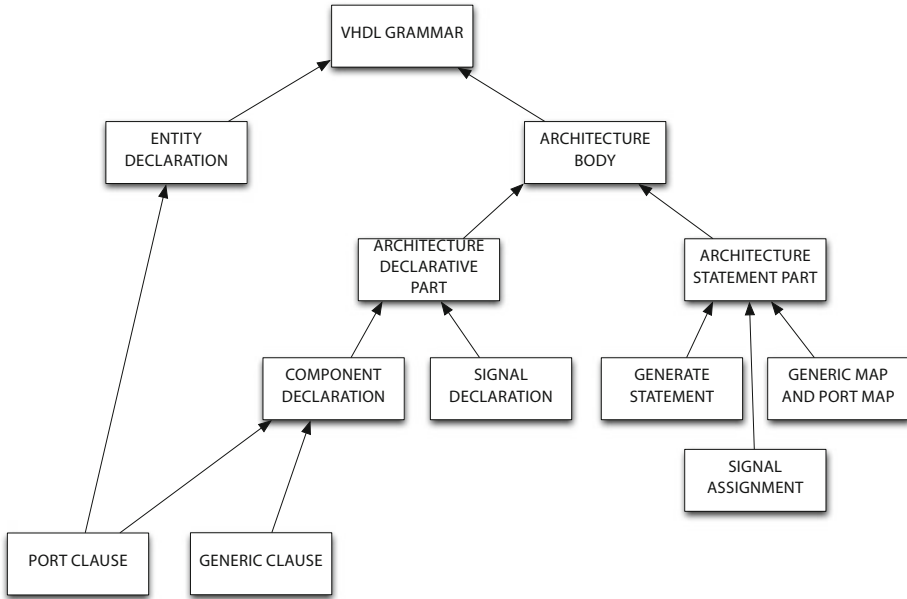 VHDL GRAMMAR
ENTITY
DECLARATION
ARCHITECTURE
BODY
ARCHITECTURE
DECLARATIVE
PART
ARCHITECTURE
STATEMENT PART
COMPONENT
DECLARATION
SIGNAL
DECLARATION
GENERATE
STATEMENT
GENERIC MAP
AND PORT MAP
SIGNAL
ASSIGNMENT
PORT CLAUSE
GENERIC CLAUSE